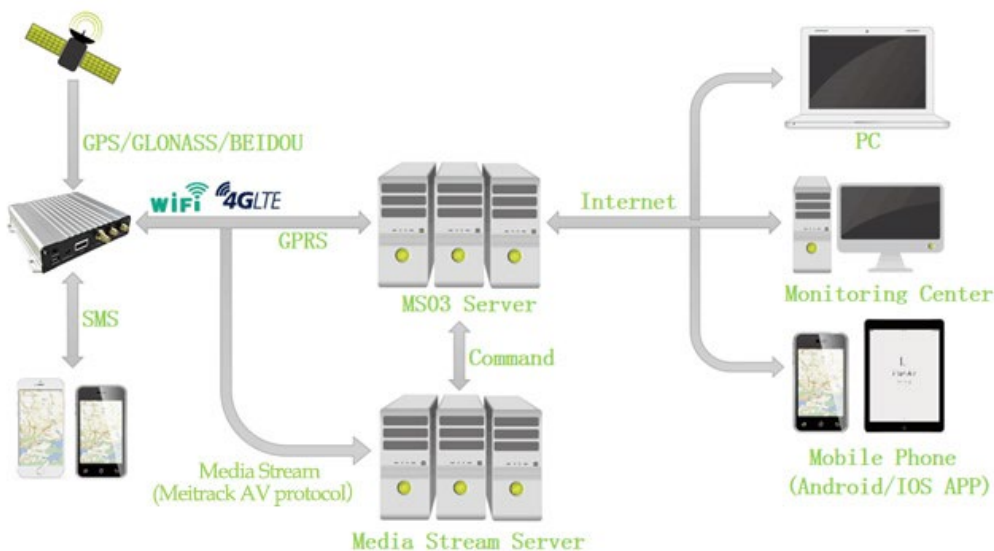 GPS/GLONASS/BEIDOU
WiFi 4GLTE
GPRS
SMS
MS03 Server
Command
Media Stream
(Meitrack AV protocol)
Media Stream Server
Internet
PC
Monitoring Center
Mobile Phone
(Android/IOS APP)